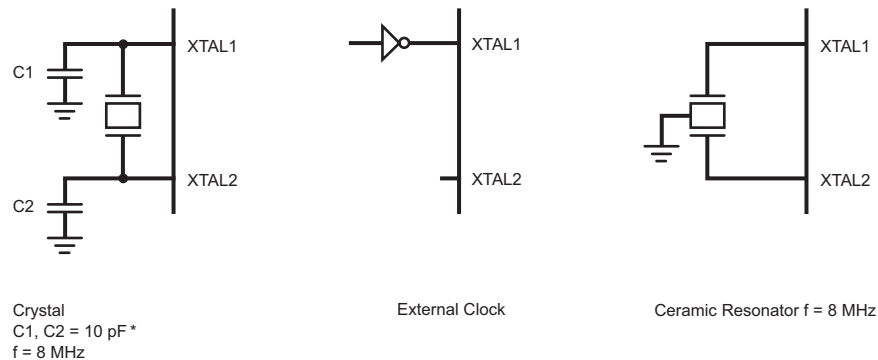 C1
XTAL1
C2
XTAL2
Crystal
C1, C2 = 10 pF *
f = 8 MHz
XTAL1
XTAL2
External Clock
XTAL1
XTAL2
Ceramic Resonator f = 8 MHz